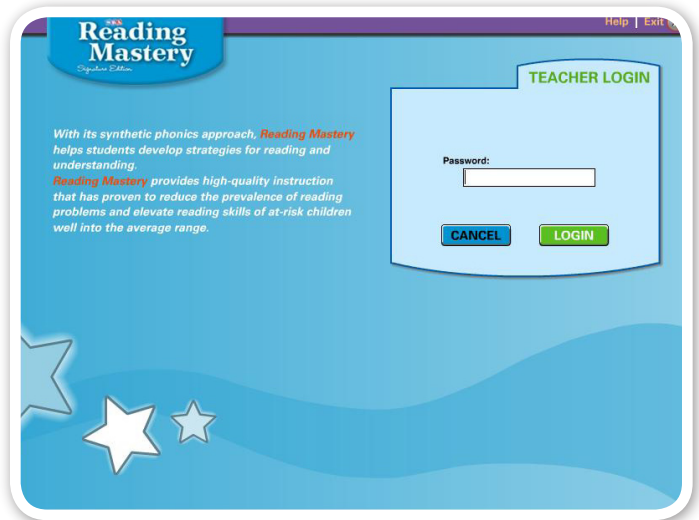 Help | Exit
SRA
Reading
Mastery
Signature Edition
TEACHER LOGIN
With its synthetic phonics approach, Reading Mastery
helps students develop strategies for reading and
understanding.
Reading Mastery provides high-quality instruction
that has proven to reduce the prevalence of reading
problems and elevate reading skills of at-risk children
well into the average range.
Password:
CANCEL
LOGIN